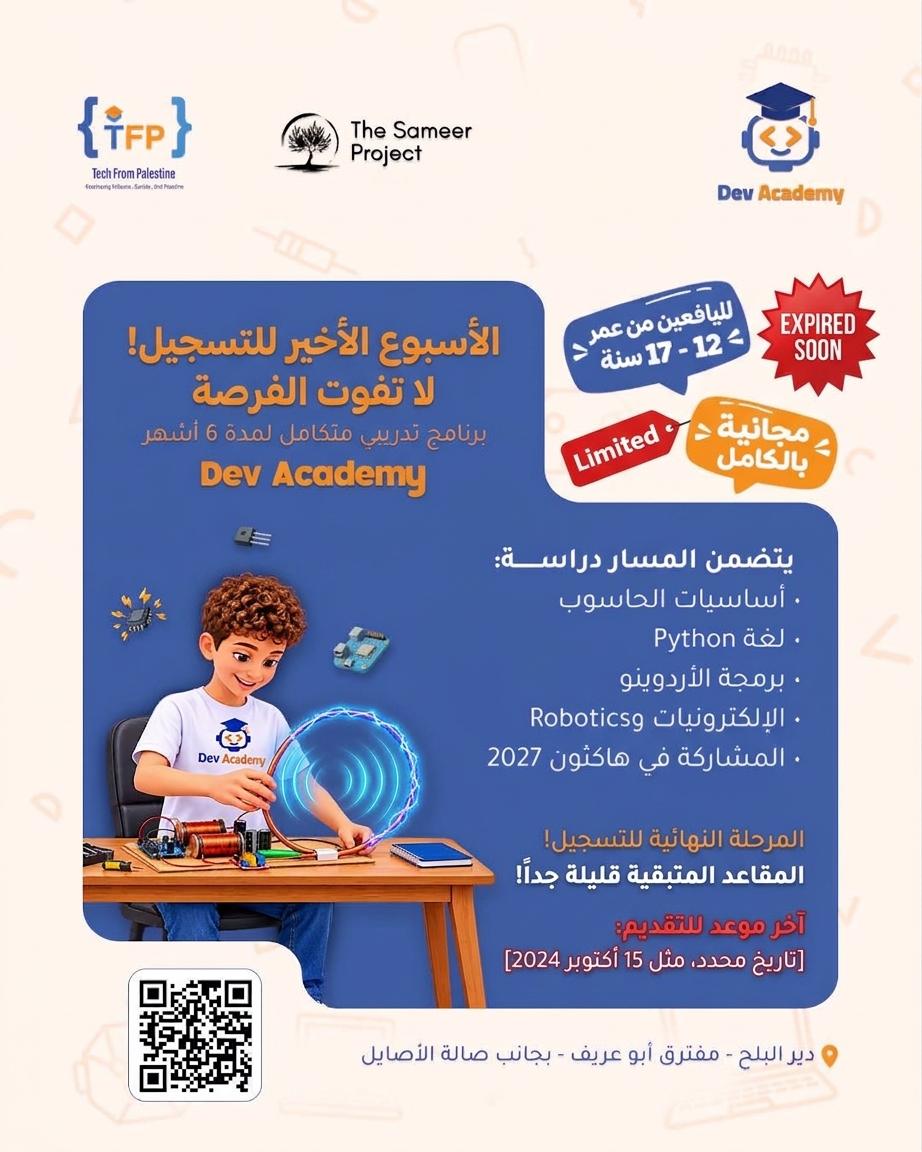 {TFP}
Tech From Palestine
The Sameer
Project
Dev Academy
الأسبوع الأخير للتسجيل!
لا تفوت الفرصة
برنامج تدريبي متكامل لمدة 6 أشهر
Dev Academy
لليافعين من عمر
12 - 17 سنة
EXPIRED
SOON
Limited
مجانية
بالكامل
يتضمن المسار دراســـة:
• أساسيات الحاسوب
• لغة Python
• برمجة الأردوينو
• الإلكترونيات وRobotics
• المشاركة في هاكثون 2027
Dev Academy
المرحلة النهائية للتسجيل!
المقاعد المتبقية قليلة جداً!
آخر موعد للتقديم:
[تاريخ محدد، مثل 15 أكتوبر 2024]
دير البلح - مفترق أبو عريف - بجانب صالة الأصايل